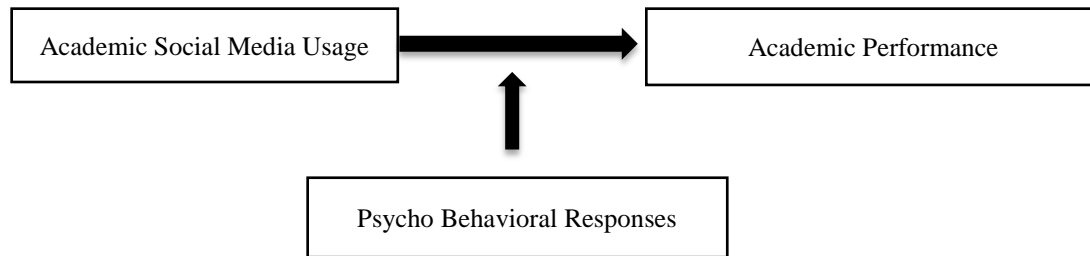 Academic Social Media Usage
Academic Performance
Psycho Behavioral Responses